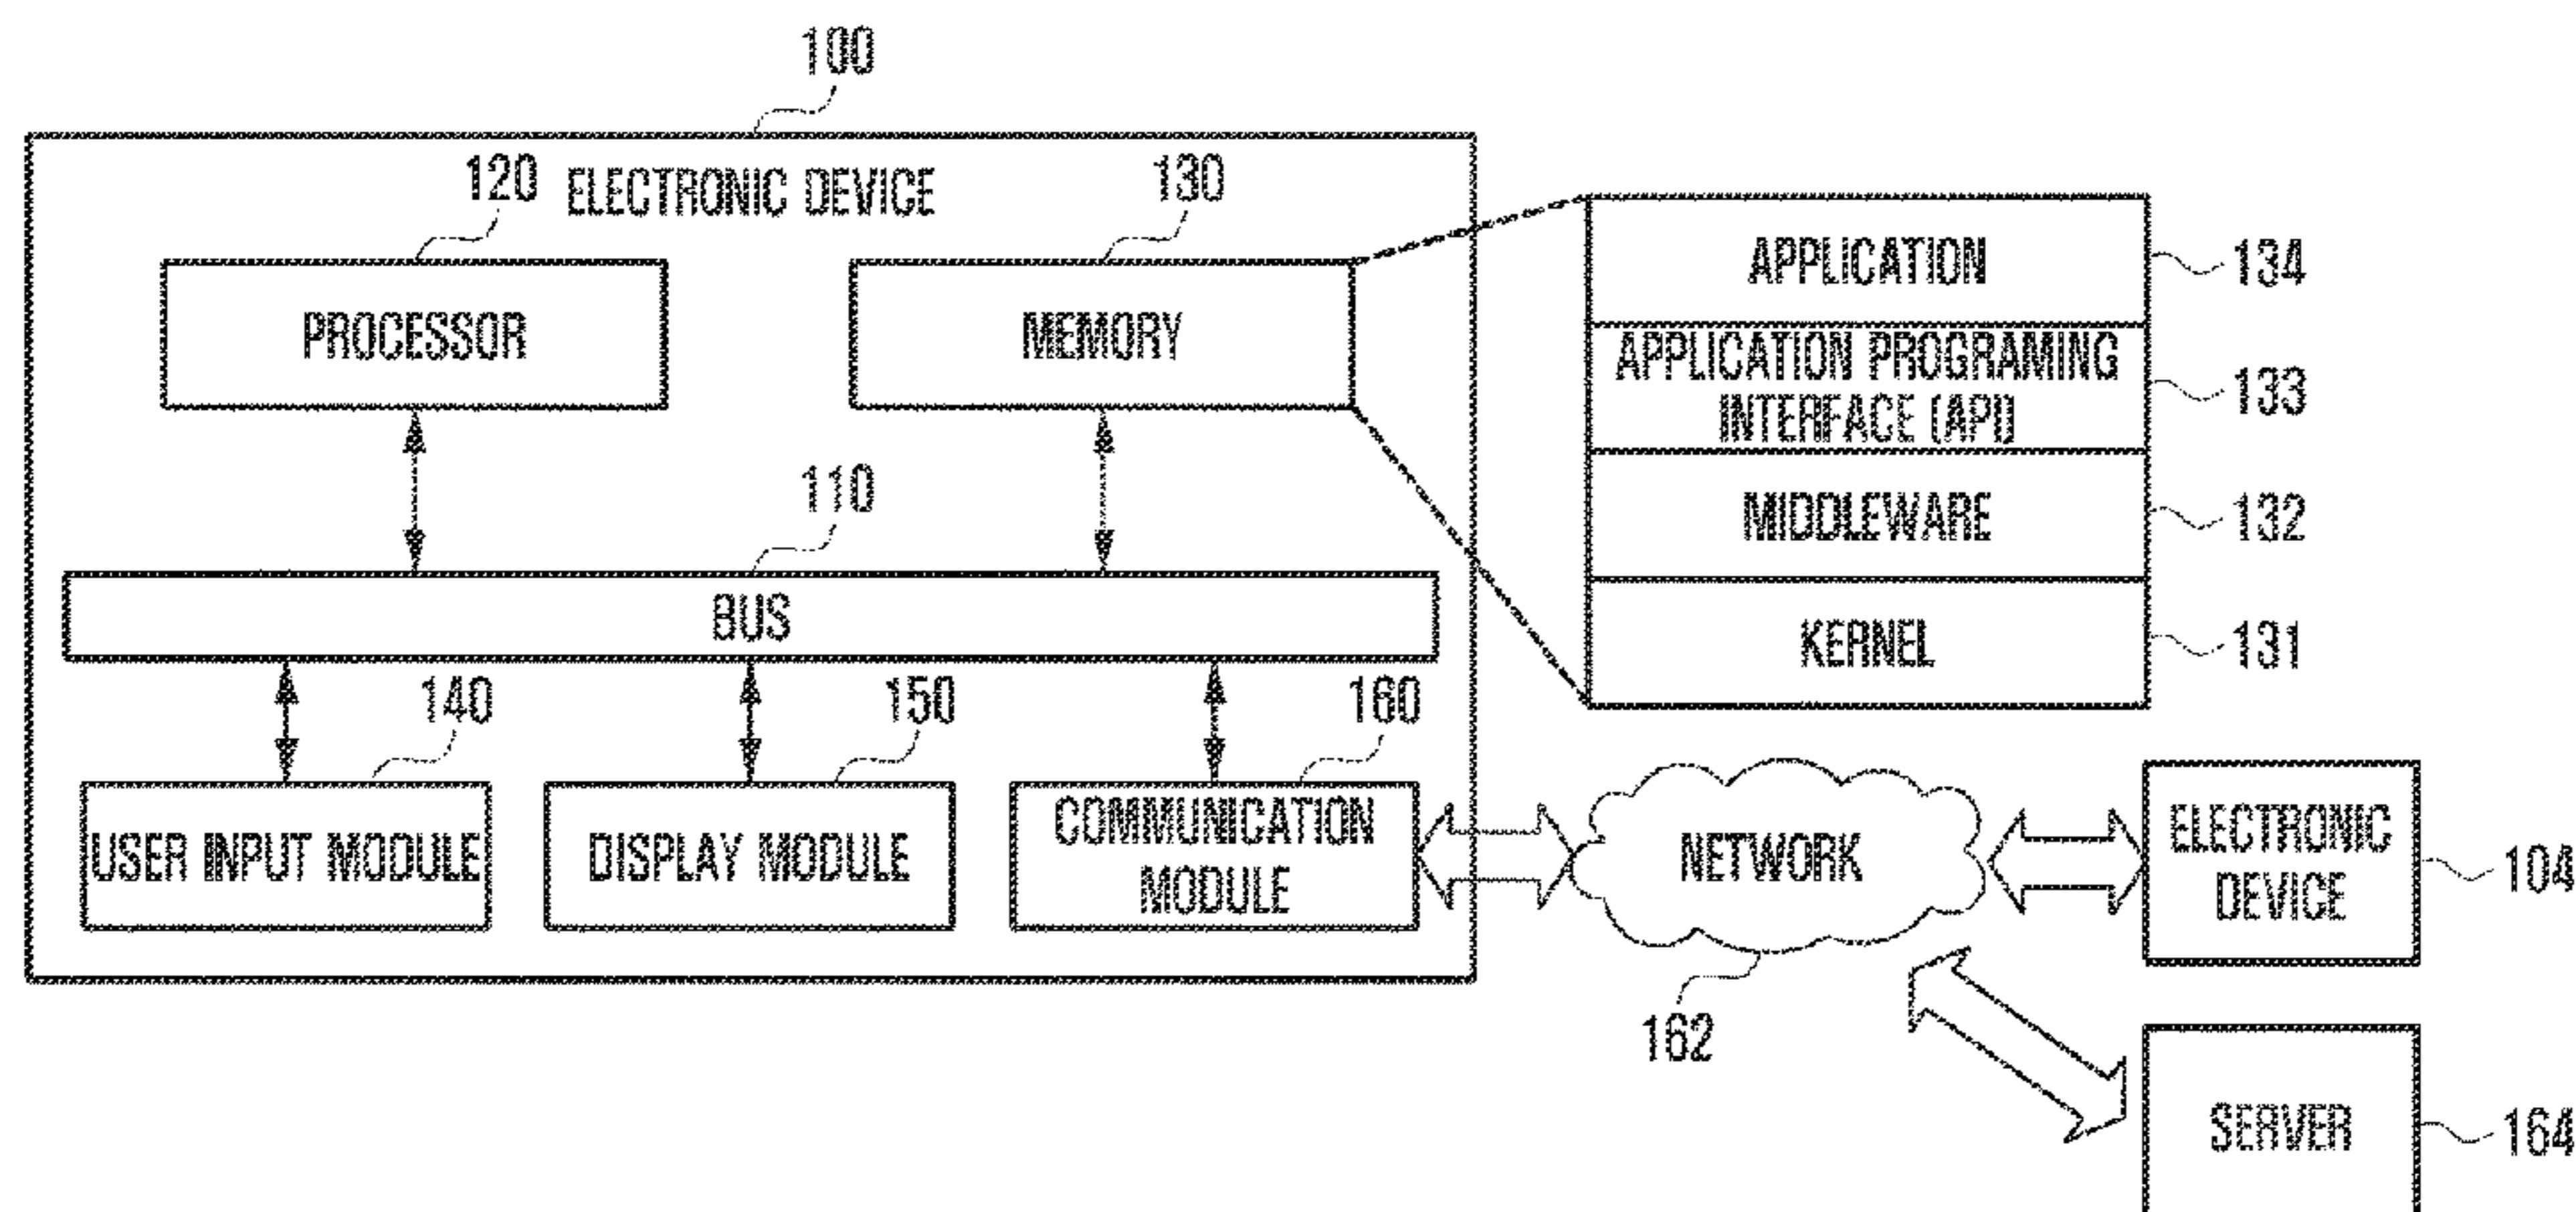 100
120
ELECTRONIC DEVICE
130
PROCESSOR
MEMORY
APPLICATION
134
APPLICATION PROGRAMING
INTERFACE (API)
133
110
MIDDLEWARE
132
BUS
KERNEL
131
140
150
160
USER INPUT MODULE
DISPLAY MODULE
COMMUNICATION
MODULE
NETWORK
162
ELECTRONIC
DEVICE
104
SERVER
164